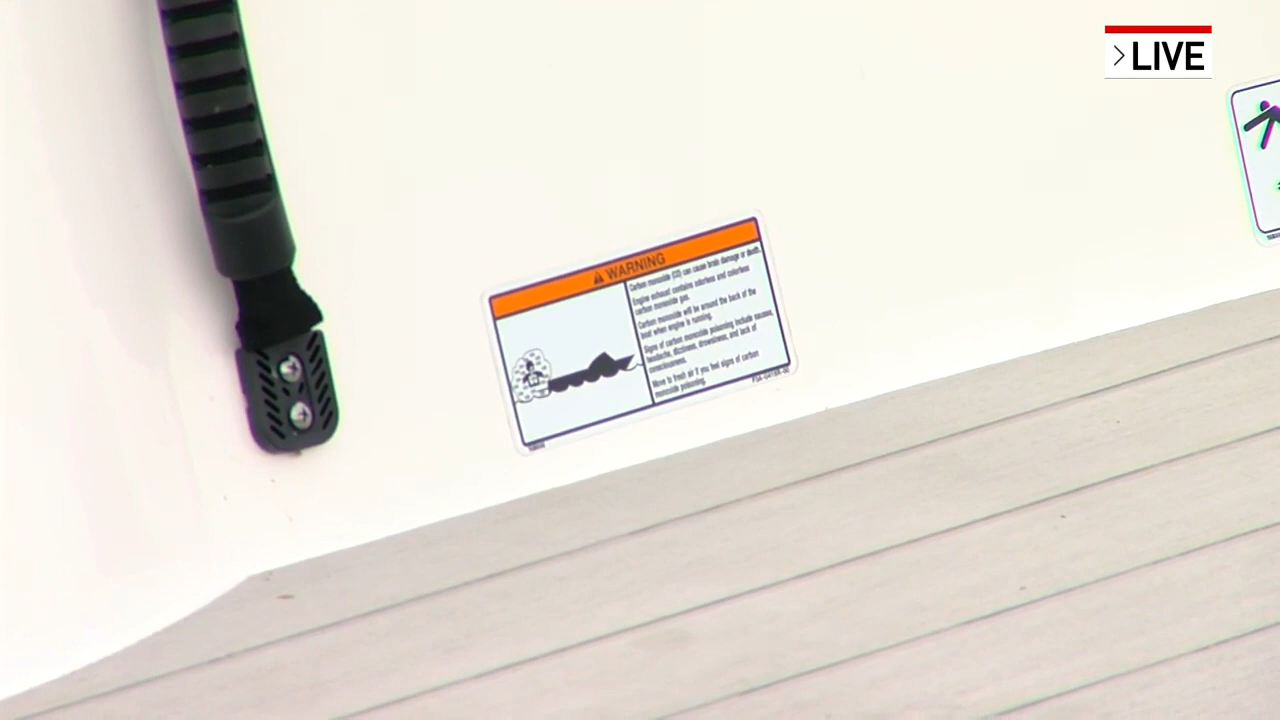 >LIVE
WARNING
Carbon monoxide (CO) can cause brain damage or death.
Engine exhaust contains odorless and colorless
carbon monoxide gas.
Carbon monoxide will be around the back of the
boat when engine is running.
Signs of carbon monoxide poisoning include nausea,
headache, dizziness, drowsiness, and lack of
consciousness.
Move to fresh air if you feel signs of carbon
monoxide poisoning.